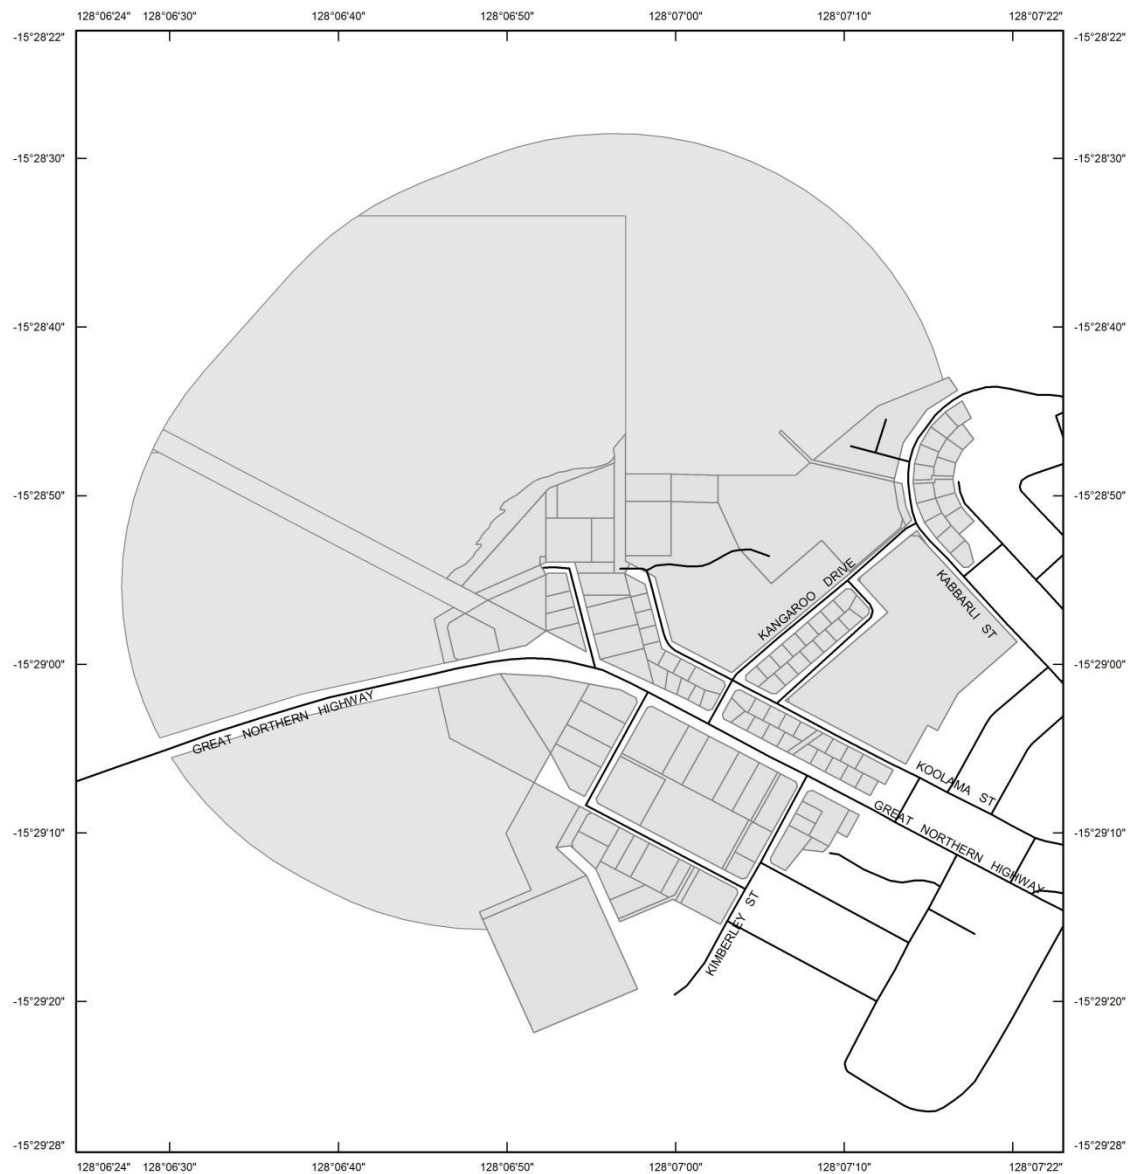 128°06'24" 128°06'30" 128°06'40" 128°06'50" 128°07'00" 128°07'10" 128°07'22"
-15°28'22" -15°28'22"
-15°28'30" -15°28'30"
-15°28'40" -15°28'40"
-15°28'50" -15°28'50"
KANGAROO DRIVE
KABBARLI ST
-15°29'00" -15°29'00"
GREAT NORTHERN HIGHWAY
KOOLAMA ST
GREAT NORTHERN HIGHWAY
-15°29'10" -15°29'10"
KIMBERLEY ST
-15°29'20" -15°29'20"
-15°29'28" -15°29'28"
128°06'24" 128°06'30" 128°06'40" 128°06'50" 128°07'00" 128°07'10" 128°07'22"